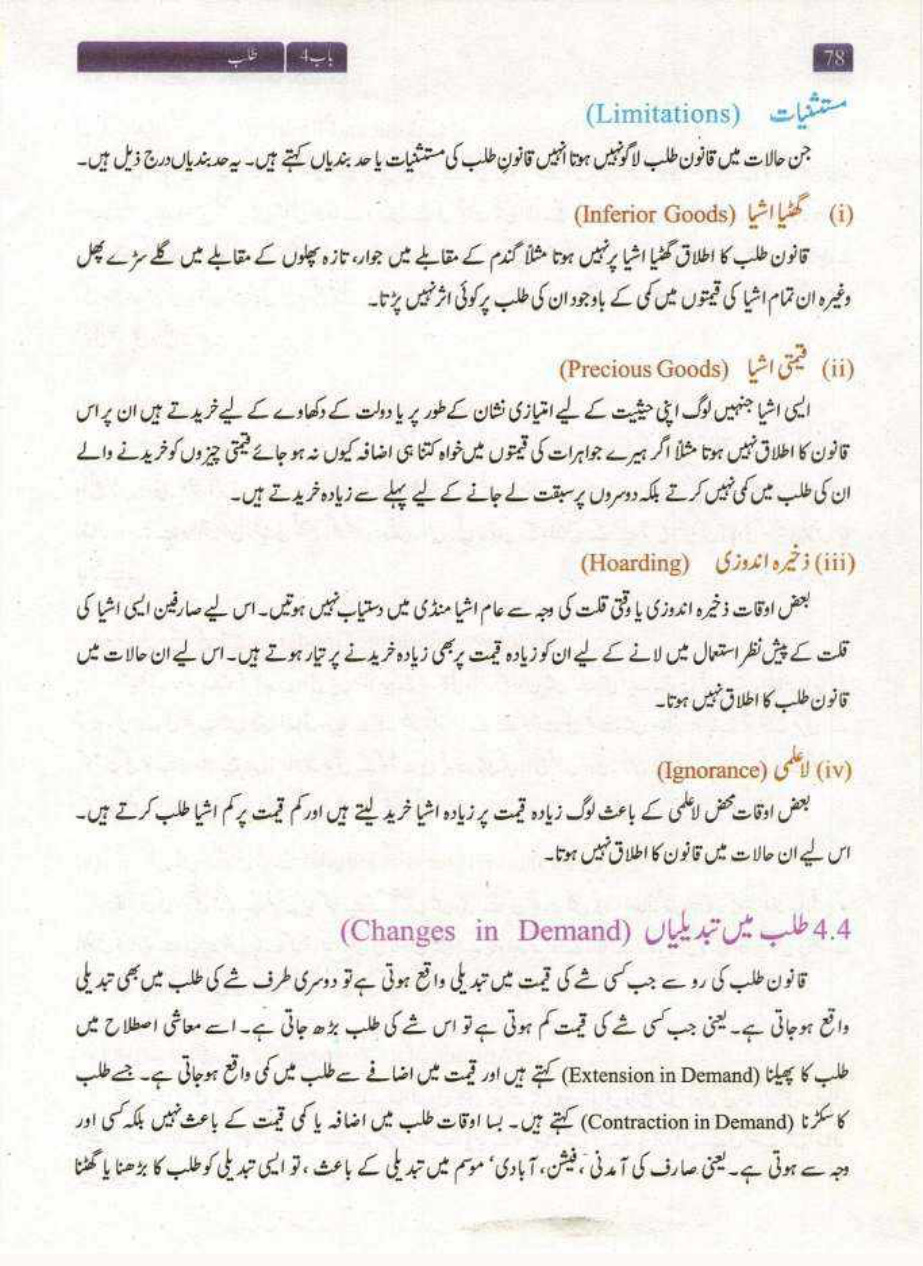 باب 4 طلب
78
مستثنیات (Limitations)
جن حالات میں قانون طلب لاگو نہیں ہوتا انہیں قانونِ طلب کی مستثنیات یا حد بندیاں کہتے ہیں۔ یہ حد بندیاں درج ذیل ہیں۔
(i) گھٹیا اشیا (Inferior Goods)
قانون طلب کا اطلاق گھٹیا اشیا پر نہیں ہوتا مثلاً گندم کے مقابلے میں جوار، تازہ پھلوں کے مقابلے میں گلے سڑے پھل
وغیرہ ان تمام اشیا کی قیمتوں میں کمی کے باوجود ان کی طلب پر کوئی اثر نہیں پڑتا۔
(ii) قیمتی اشیا (Precious Goods)
ایسی اشیا جنہیں لوگ اپنی حیثیت کے لیے امتیازی نشان کے طور پر یا دولت کے دکھاوے کے لیے خریدتے ہیں ان پر اس
قانون کا اطلاق نہیں ہوتا مثلاً اگر ہیرے جواہرات کی قیمتوں میں خواہ کتنا ہی اضافہ کیوں نہ ہو جائے قیمتی چیزوں کو خریدنے والے
ان کی طلب میں کمی نہیں کرتے بلکہ دوسروں پر سبقت لے جانے کے لیے پہلے سے زیادہ خریدتے ہیں۔
(iii) ذخیرہ اندوزی (Hoarding)
بعض اوقات ذخیرہ اندوزی یا وقتی قلت کی وجہ سے عام اشیا منڈی میں دستیاب نہیں ہوتیں۔ اس لیے صارفین ایسی اشیا کی
قلت کے پیش نظر استعمال میں لانے کے لیے ان کو زیادہ قیمت پر بھی زیادہ خریدنے پر تیار ہوتے ہیں۔ اس لیے ان حالات میں
قانون طلب کا اطلاق نہیں ہوتا۔
(iv) لاعلمی (Ignorance)
بعض اوقات محض لاعلمی کے باعث لوگ زیادہ قیمت پر زیادہ اشیا خرید لیتے ہیں اور کم قیمت پر کم اشیا طلب کرتے ہیں۔
اس لیے ان حالات میں قانون کا اطلاق نہیں ہوتا۔
4.4 طلب میں تبدیلیاں (Changes in Demand)
قانون طلب کی رو سے جب کسی شے کی قیمت میں تبدیلی واقع ہوتی ہے تو دوسری طرف شے کی طلب میں بھی تبدیلی
واقع ہو جاتی ہے۔ یعنی جب کسی شے کی قیمت کم ہوتی ہے تو اس شے کی طلب بڑھ جاتی ہے۔ اسے معاشی اصطلاح میں
طلب کا پھیلنا (Extension in Demand) کہتے ہیں اور قیمت میں اضافے سے طلب میں کمی واقع ہو جاتی ہے۔ جسے طلب
کا سکڑنا (Contraction in Demand) کہتے ہیں۔ بسا اوقات طلب میں اضافہ یا کمی قیمت کے باعث نہیں بلکہ کسی اور
وجہ سے ہوتی ہے۔ یعنی صارف کی آمدنی، فیشن، آبادی، موسم میں تبدیلی کے باعث، تو ایسی تبدیلی کو طلب کا بڑھنا یا گھٹنا